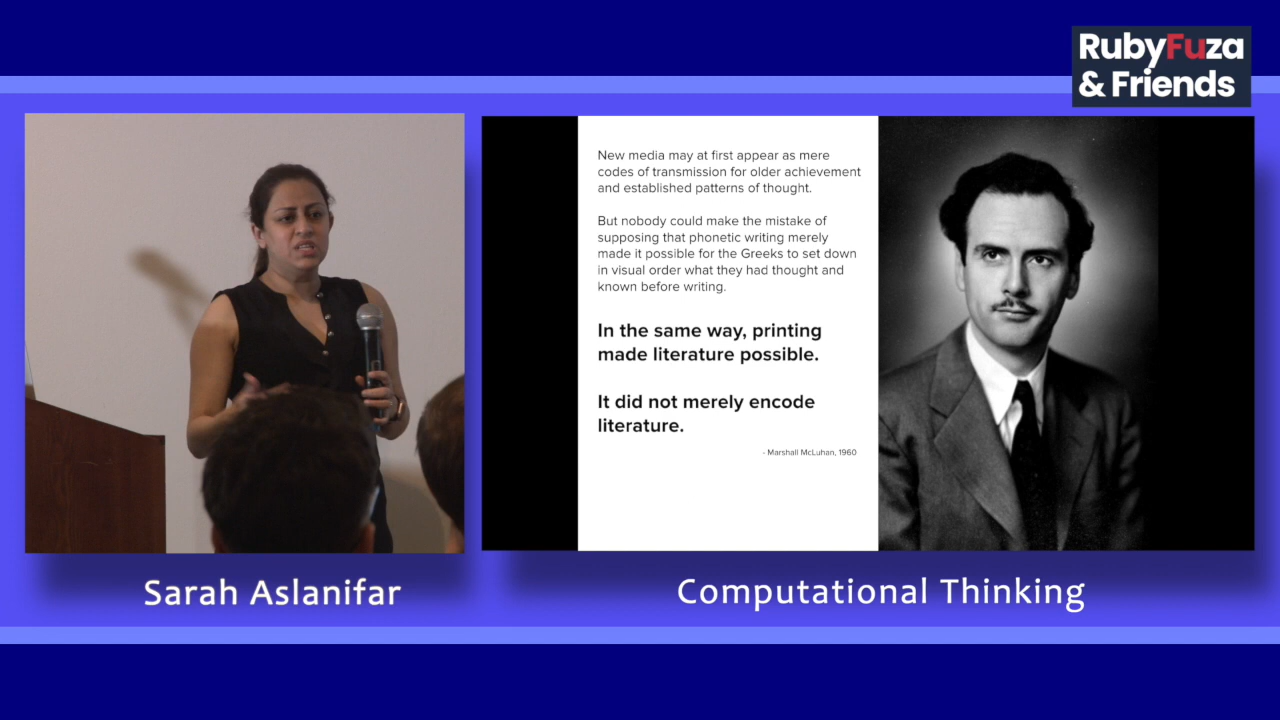 RubyFuza
& Friends
New media may at first appear as mere
codes of transmission for older achievement
and established patterns of thought.
But nobody could make the mistake of
supposing that phonetic writing merely
made it possible for the Greeks to set down
in visual order what they had thought and
known before writing.
In the same way, printing
made literature possible.
It did not merely encode
literature.
- Marshall McLuhan, 1960
Sarah Aslanifar
Computational Thinking